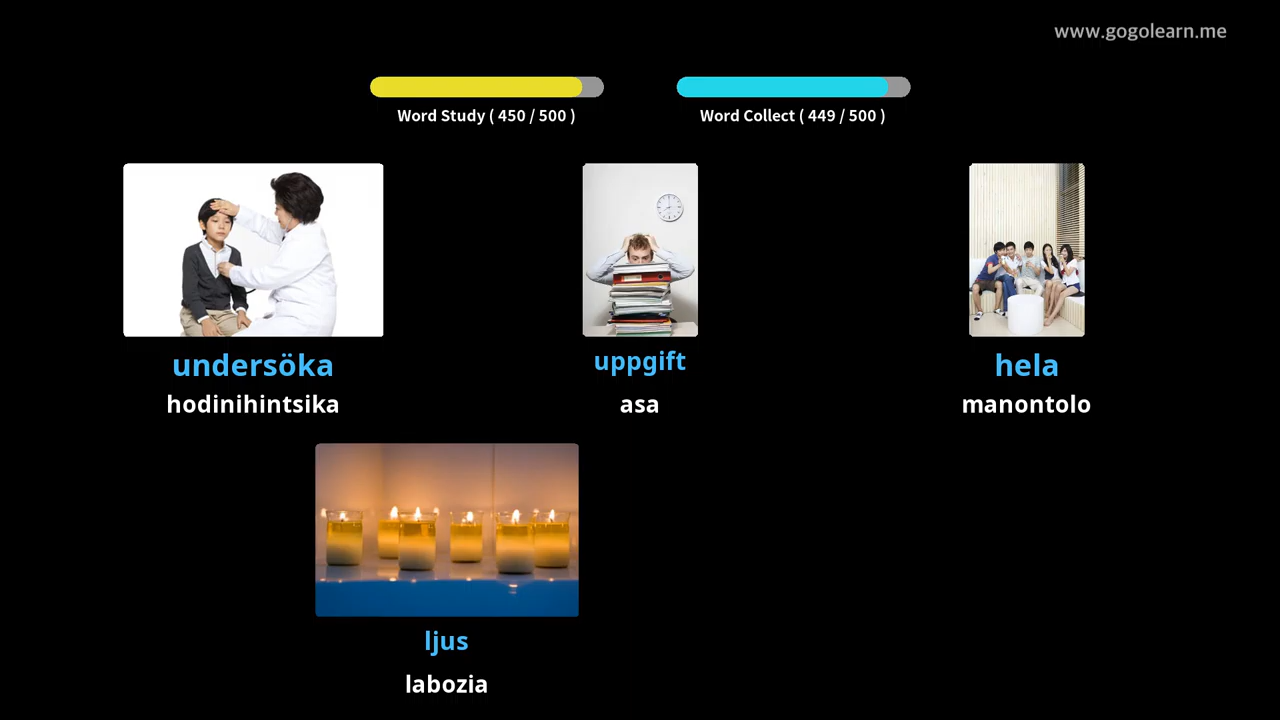 www.gogolearn.me
Word Study ( 450 / 500 )
Word Collect ( 449 / 500 )
undersöka
hodinihintsika
uppgift
asa
hela
manontolo
ljus
labozia